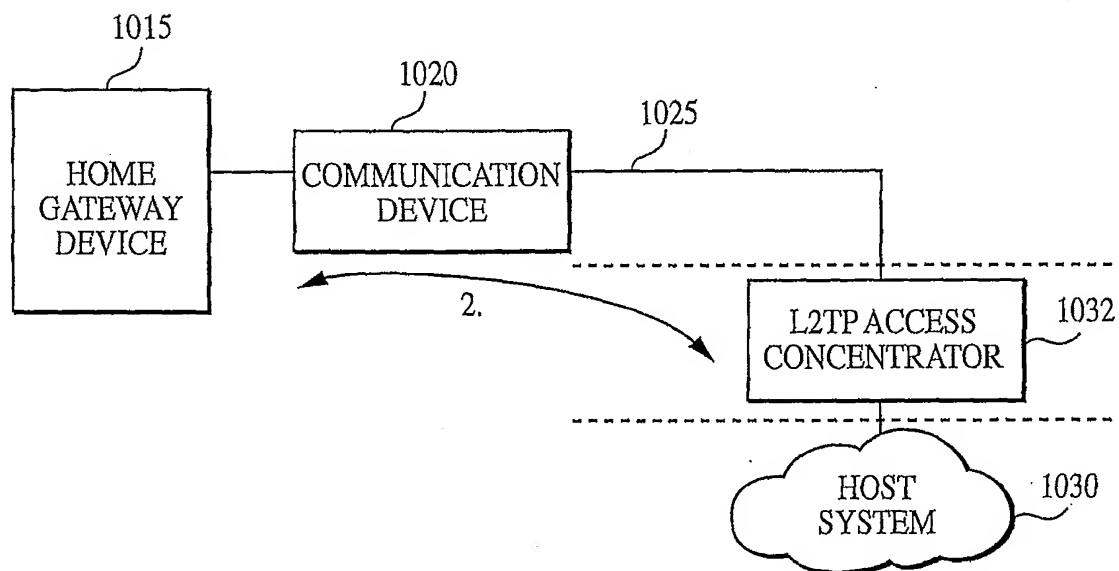 1015
1020
1025
HOME
GATEWAY
DEVICE
COMMUNICATION
DEVICE
2.
L2TP ACCESS
CONCENTRATOR
1032
HOST
SYSTEM
1030